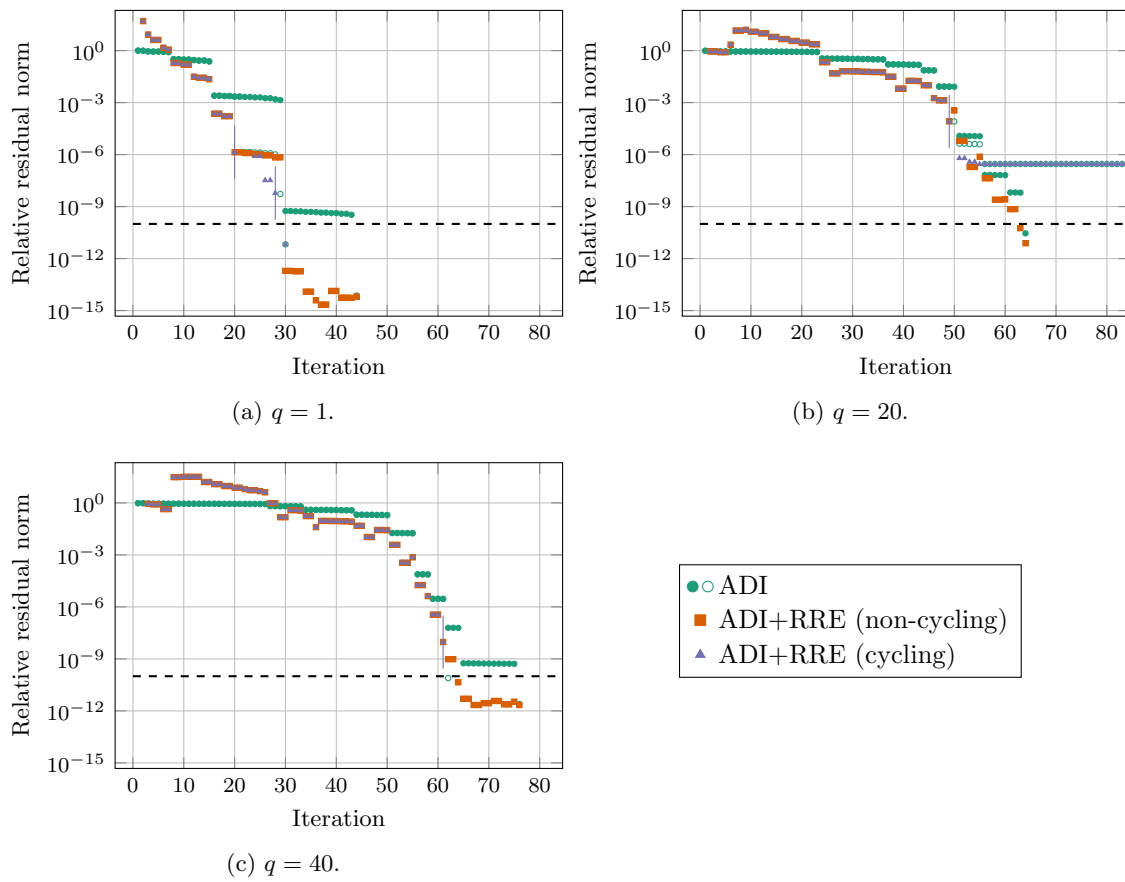 Relative residual norm
10^0
10^−3
10^−6
10^−9
10^−12
10^−15
0 10 20 30 40 50 60 70 80
Iteration
(a) q = 1.
Relative residual norm
10^0
10^−3
10^−6
10^−9
10^−12
10^−15
0 10 20 30 40 50 60 70 80
Iteration
(b) q = 20.
Relative residual norm
10^0
10^−3
10^−6
10^−9
10^−12
10^−15
0 10 20 30 40 50 60 70 80
Iteration
(c) q = 40.
ADI
ADI+RRE (non-cycling)
ADI+RRE (cycling)